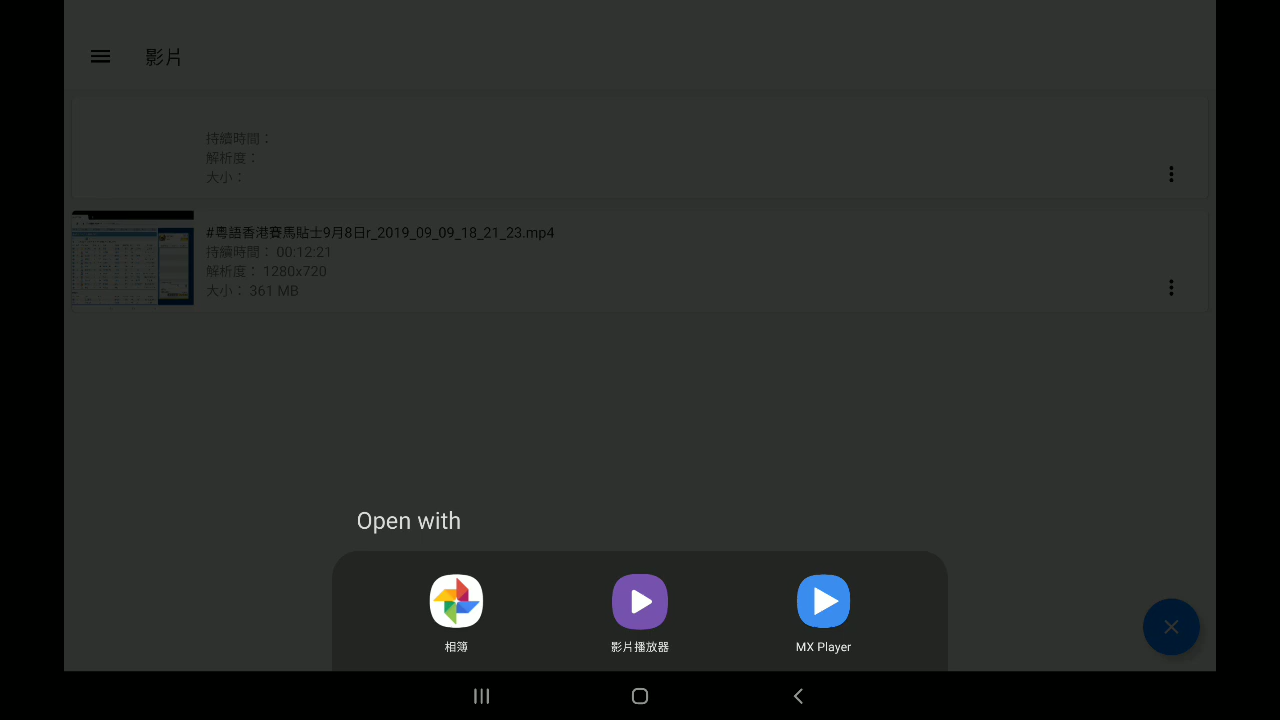 影片
持續時間：
解析度：
大小：
#粵語香港賽馬貼士9月8日r_2019_09_09_18_21_23.mp4
持續時間： 00:12:21
解析度： 1280x720
大小： 361 MB
Open with
相簿
影片播放器
MX Player